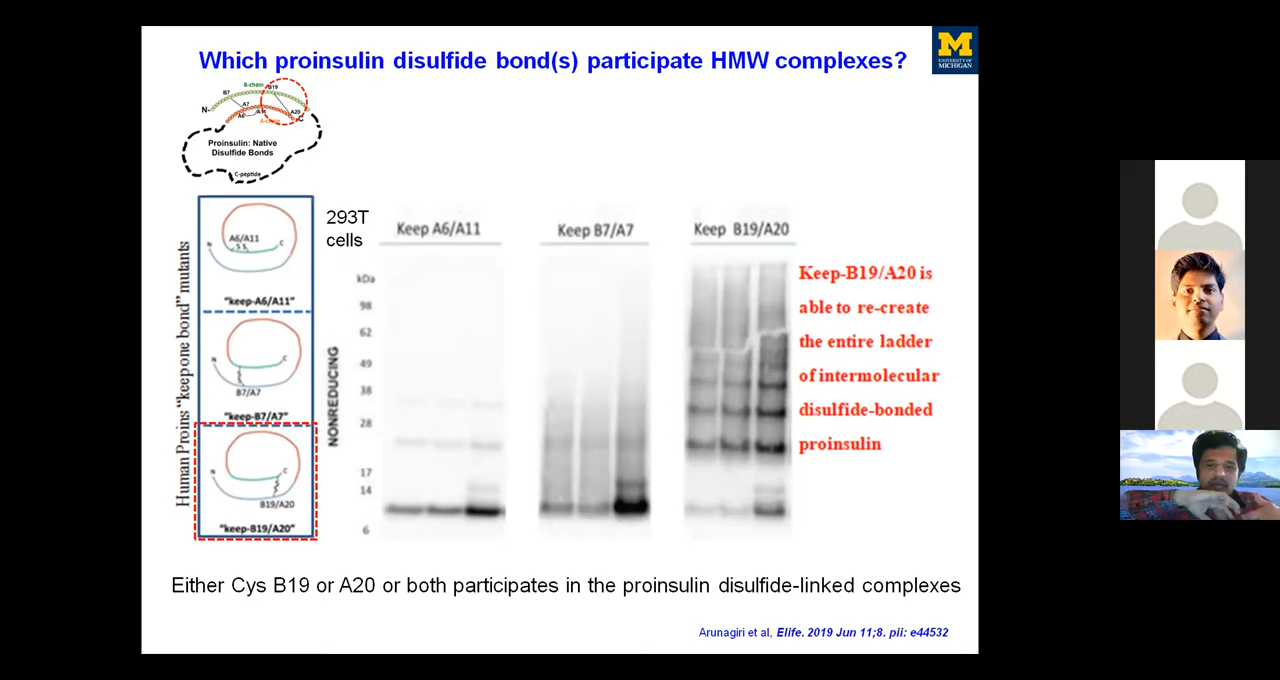 Which proinsulin disulfide bond(s) participate HMW complexes?
M
UNIVERSITY OF
MICHIGAN
B-chain
B7
B19
N-
A7
A6
A11
A20
C
A-chain
Proinsulin: Native
Disulfide Bonds
C-peptide
Human Proins "keep one bond" mutants
A6/A11
N
S S
C
"keep-A6/A11"
N
C
B7/A7
"keep-B7/A7"
N
C
B19/A20
"keep-B19/A20"
293T
cells
Keep A6/A11
Keep B7/A7
Keep B19/A20
NONREDUCING
kDa
98
62
49
38
28
17
14
6
Keep-B19/A20 is
able to re-create
the entire ladder
of intermolecular
disulfide-bonded
proinsulin
Either Cys B19 or A20 or both participates in the proinsulin disulfide-linked complexes
Arunagiri et al, Elife. 2019 Jun 11;8. pii: e44532